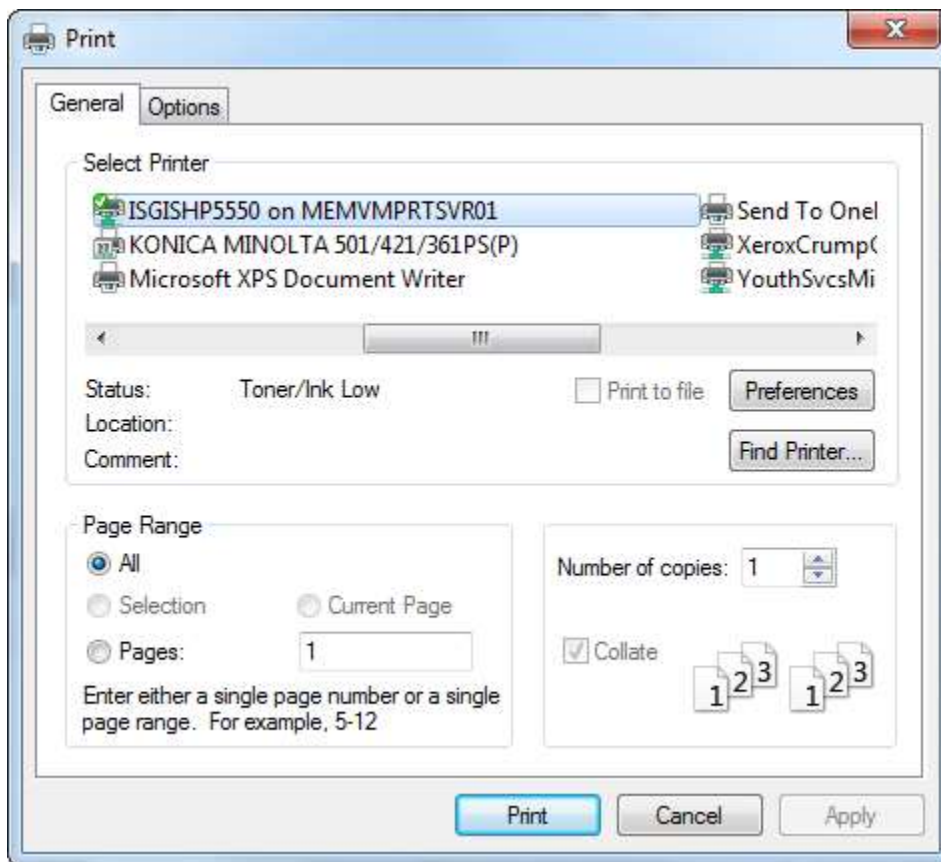 Print
General Options
Select Printer
ISGISHP5550 on MEMVMPRTSVR01
KONICA MINOLTA 501/421/361PS(P)
Microsoft XPS Document Writer
Send To
XeroxCrump
YouthSvcsMi
Status: Toner/Ink Low
Print to file
Preferences
Location:
Comment:
Find Printer...
Page Range
All
Selection Current Page
Pages: 1
Enter either a single page number or a single
page range. For example, 5-12
Number of copies: 1
Collate
1 2 3 1 2 3
Print Cancel Apply